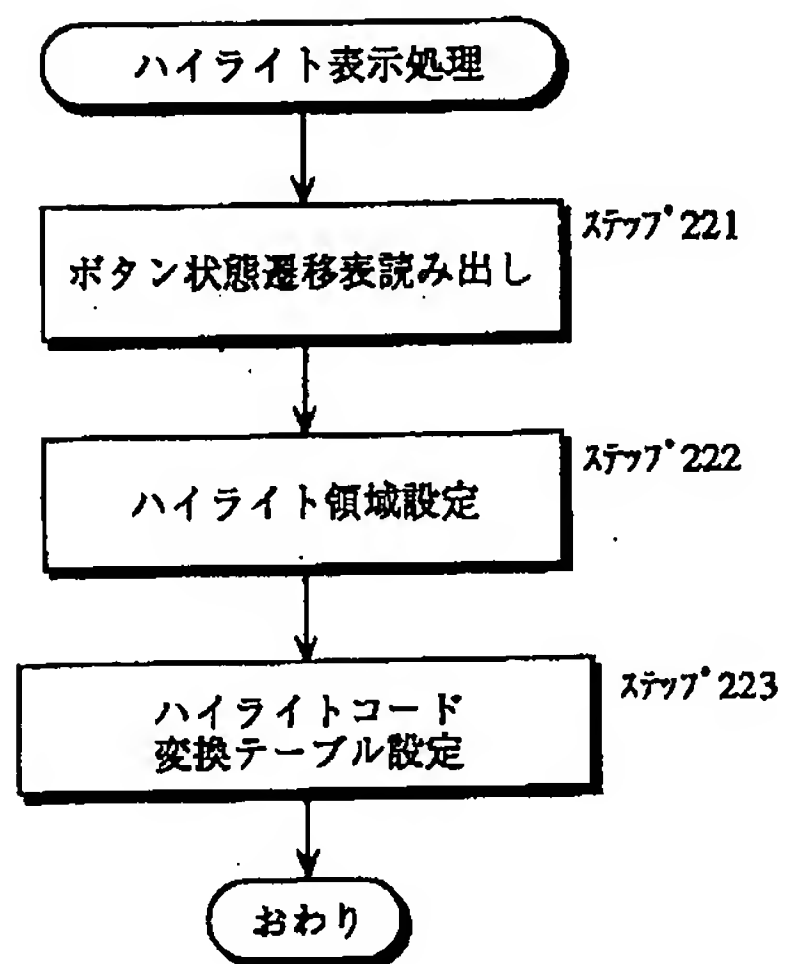 ハイライト表示処理
ステップ221
ボタン状態遷移表読み出し
ステップ222
ハイライト領域設定
ステップ223
ハイライトコード
変換テーブル設定
おわり